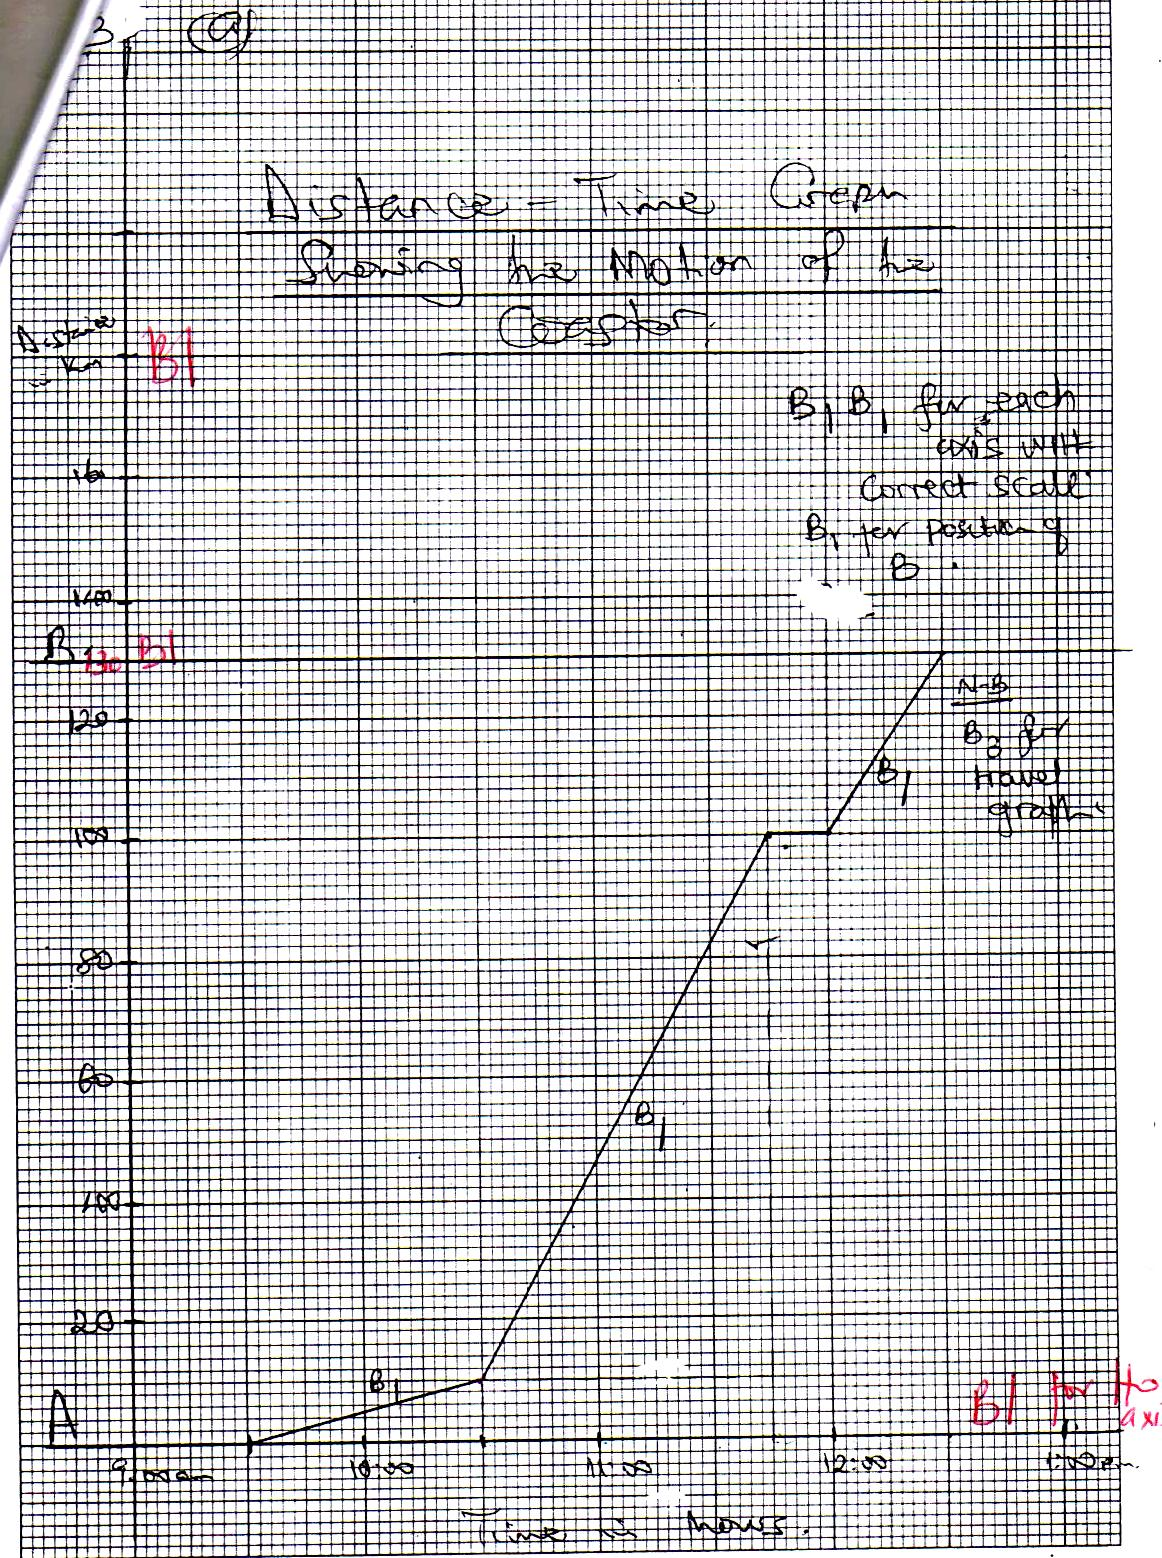 3 (a)
Distance - Time Graph
Showing the Motion of the
Distance
Km
B1
B1 B1 for each
axis with
correct scale
B1 for position of
B.
160
140
B 130 B1
N-B
B3 for
travel
graph
120
B1
100
80
60
B1
40
20
B1
A
B1 for Ho
axi
9:00am 10:00 11:00 12:00 1:00pm.
Time in hours.